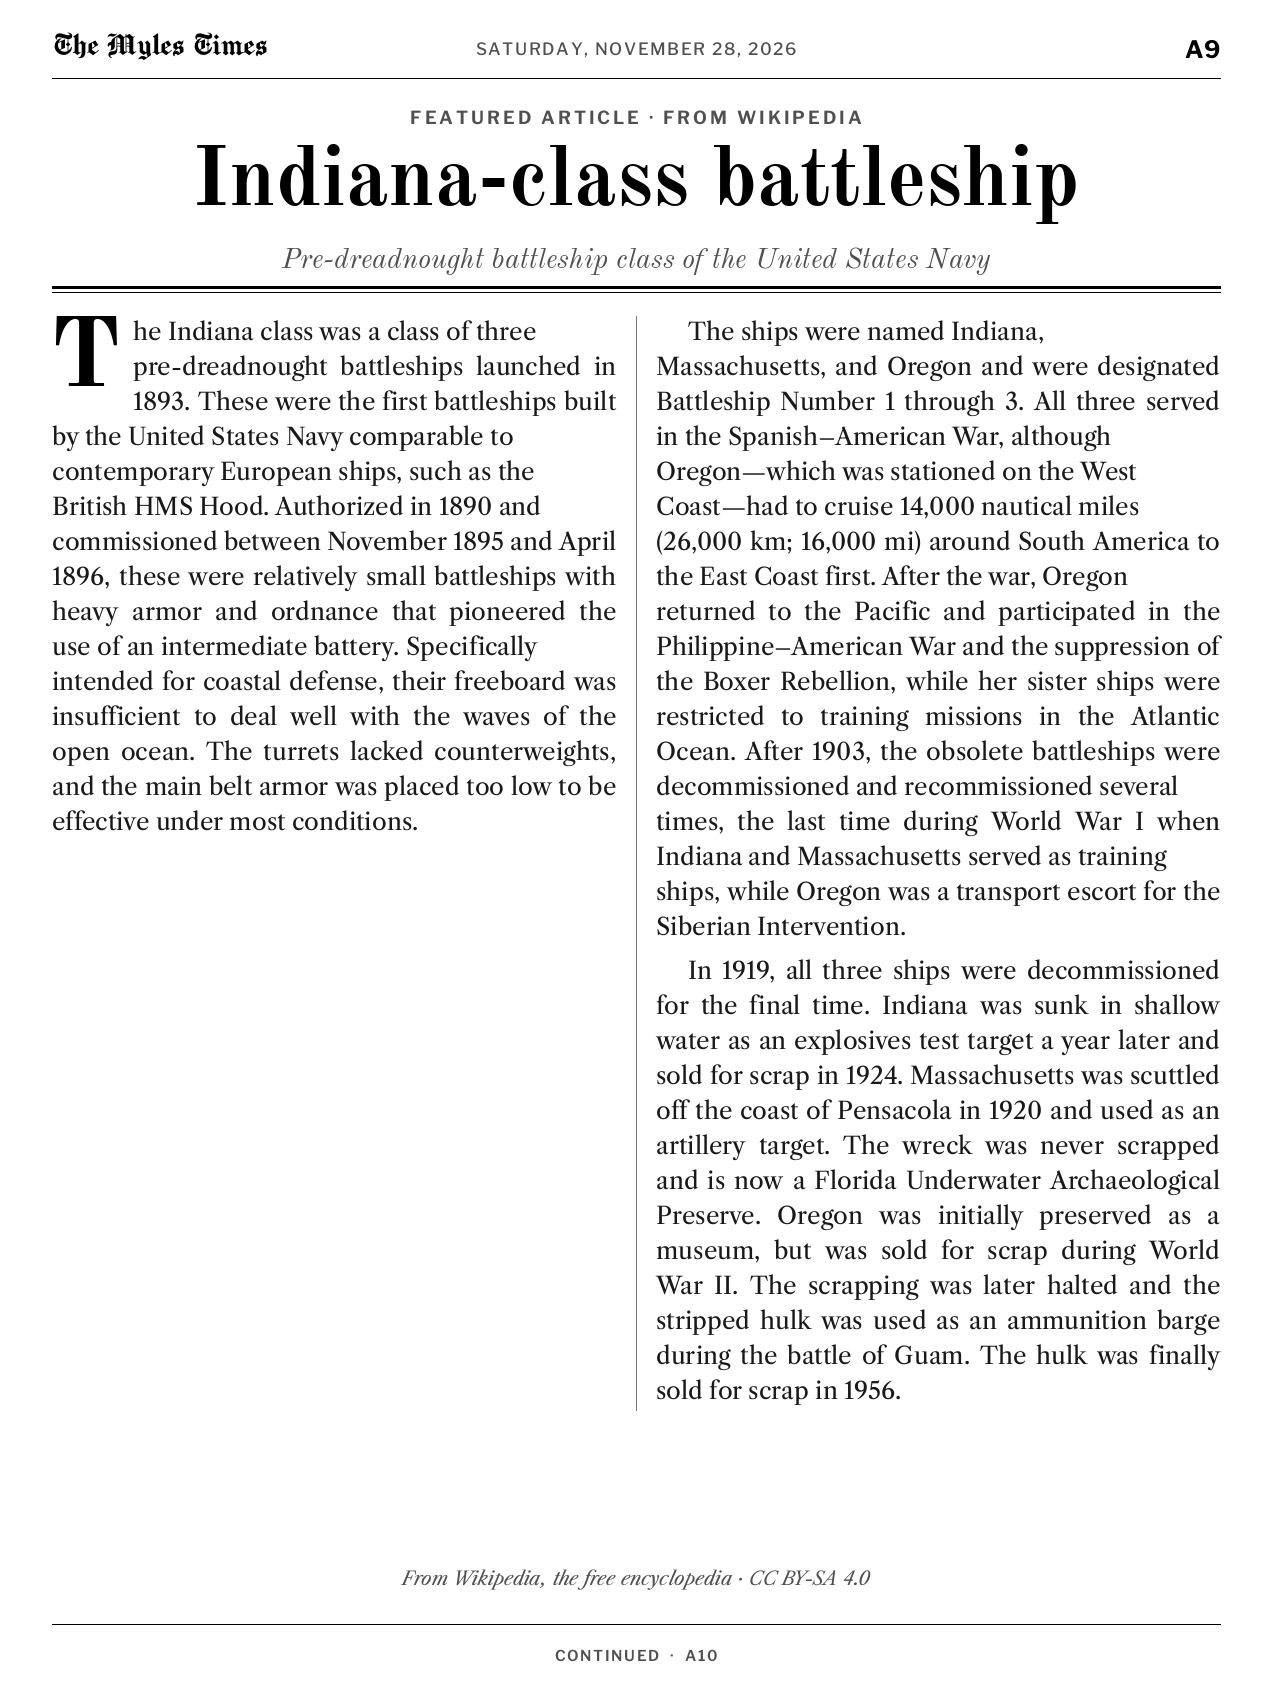 The Myles Times
SATURDAY, NOVEMBER 28, 2026
A9
FEATURED ARTICLE · FROM WIKIPEDIA
Indiana-class battleship
Pre-dreadnought battleship class of the United States Navy
The Indiana class was a class of three
pre-dreadnought battleships launched in
1893. These were the first battleships built
by the United States Navy comparable to
contemporary European ships, such as the
British HMS Hood. Authorized in 1890 and
commissioned between November 1895 and April
1896, these were relatively small battleships with
heavy armor and ordnance that pioneered the
use of an intermediate battery. Specifically
intended for coastal defense, their freeboard was
insufficient to deal well with the waves of the
open ocean. The turrets lacked counterweights,
and the main belt armor was placed too low to be
effective under most conditions.
The ships were named Indiana,
Massachusetts, and Oregon and were designated
Battleship Number 1 through 3. All three served
in the Spanish–American War, although
Oregon—which was stationed on the West
Coast—had to cruise 14,000 nautical miles
(26,000 km; 16,000 mi) around South America to
the East Coast first. After the war, Oregon
returned to the Pacific and participated in the
Philippine–American War and the suppression of
the Boxer Rebellion, while her sister ships were
restricted to training missions in the Atlantic
Ocean. After 1903, the obsolete battleships were
decommissioned and recommissioned several
times, the last time during World War I when
Indiana and Massachusetts served as training
ships, while Oregon was a transport escort for the
Siberian Intervention.
In 1919, all three ships were decommissioned
for the final time. Indiana was sunk in shallow
water as an explosives test target a year later and
sold for scrap in 1924. Massachusetts was scuttled
off the coast of Pensacola in 1920 and used as an
artillery target. The wreck was never scrapped
and is now a Florida Underwater Archaeological
Preserve. Oregon was initially preserved as a
museum, but was sold for scrap during World
War II. The scrapping was later halted and the
stripped hulk was used as an ammunition barge
during the battle of Guam. The hulk was finally
sold for scrap in 1956.
From Wikipedia, the free encyclopedia · CC BY-SA 4.0
CONTINUED · A10